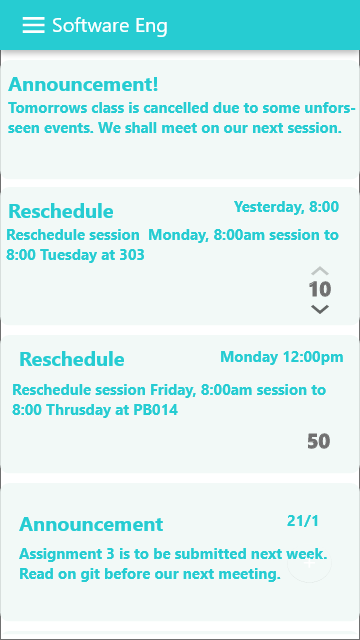 Software Eng
Announcement!
Tomorrows class is cancelled due to some unfors-
seen events. We shall meet on our next session.
Reschedule
Yesterday, 8:00
Reschedule session  Monday, 8:00am session to
8:00 Tuesday at 303
10
Reschedule
Monday 12:00pm
Reschedule session Friday, 8:00am session to
8:00 Thrusday at PB014
50
Announcement
21/1
Assignment 3 is to be submitted next week.
Read on git before our next meeting.